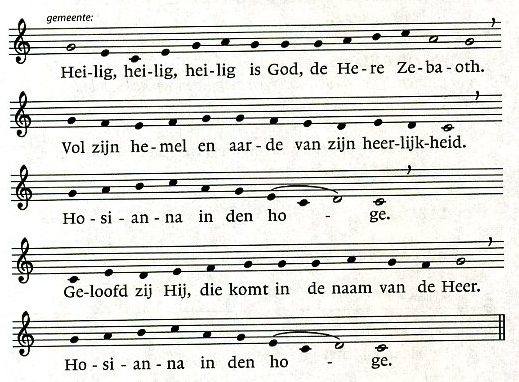 gemeente:
Hei-lig, hei-lig, hei-lig is God, de He-re Ze-ba-oth.
Vol zijn he-mel en aar-de van zijn heer-lijk-heid.
Ho-si-an-na in den ho - ge.
Ge-loofd zij Hij, die komt in de naam van de Heer.
Ho-si-an-na in den ho - ge.